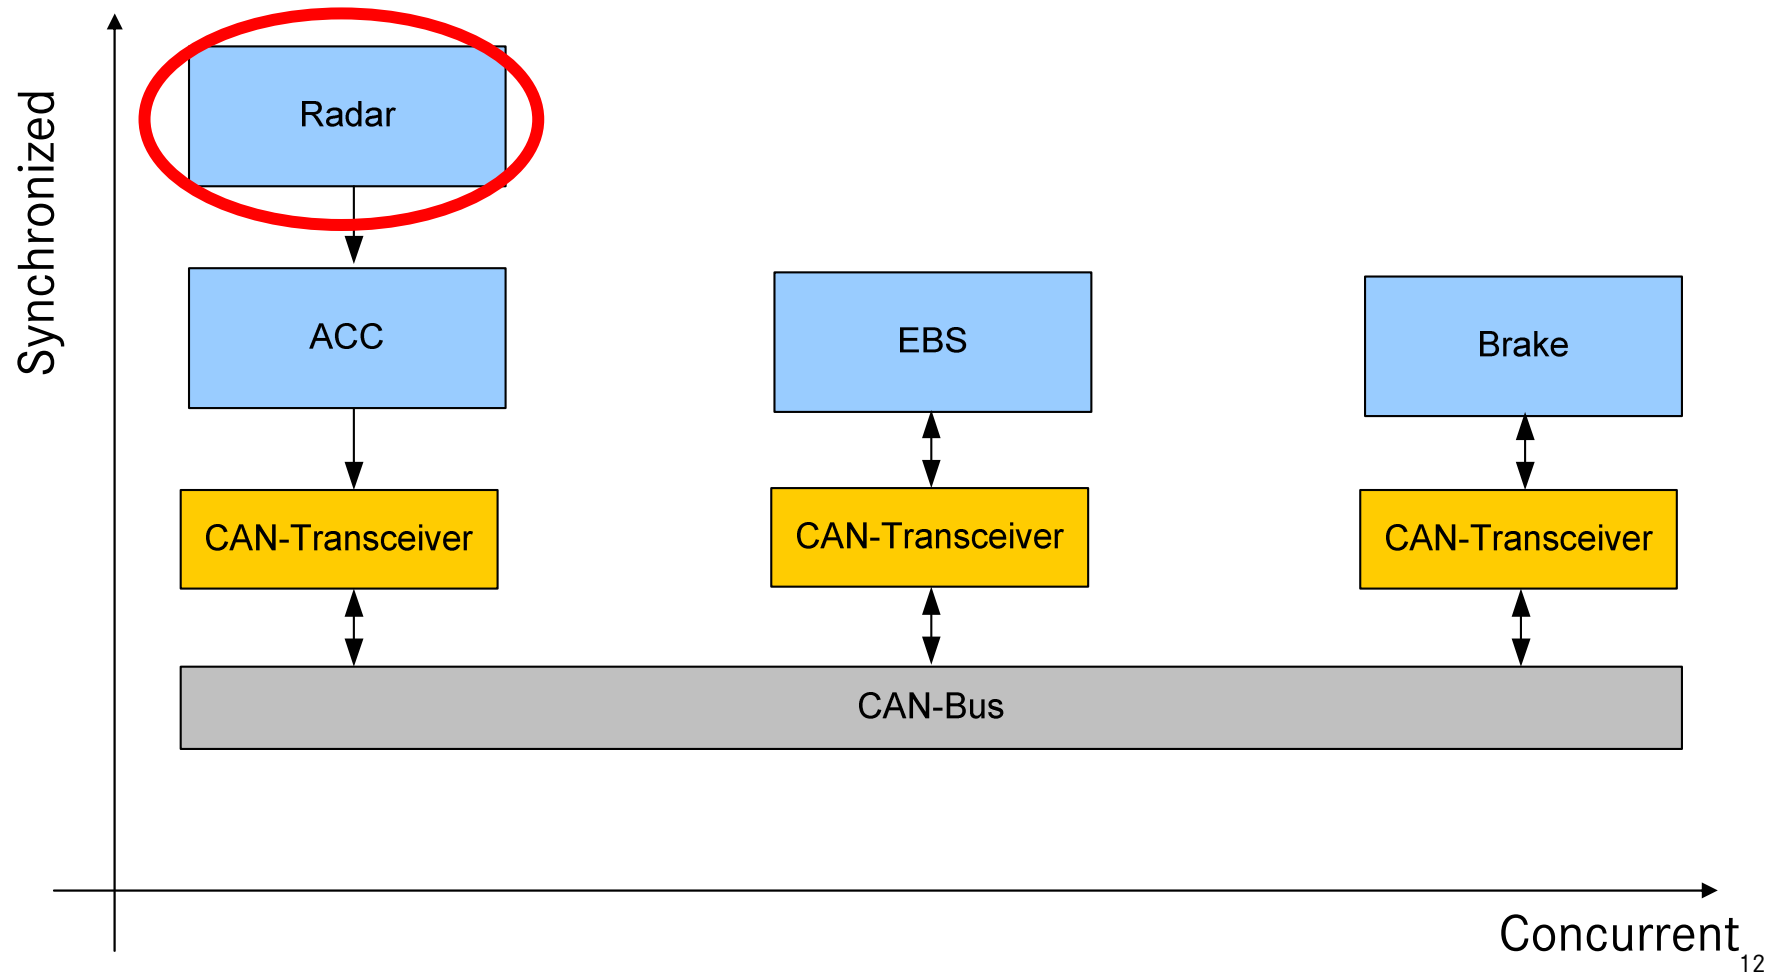 Synchronized
Radar
ACC
EBS
Brake
CAN-Transceiver
CAN-Transceiver
CAN-Transceiver
CAN-Bus
Concurrent
12